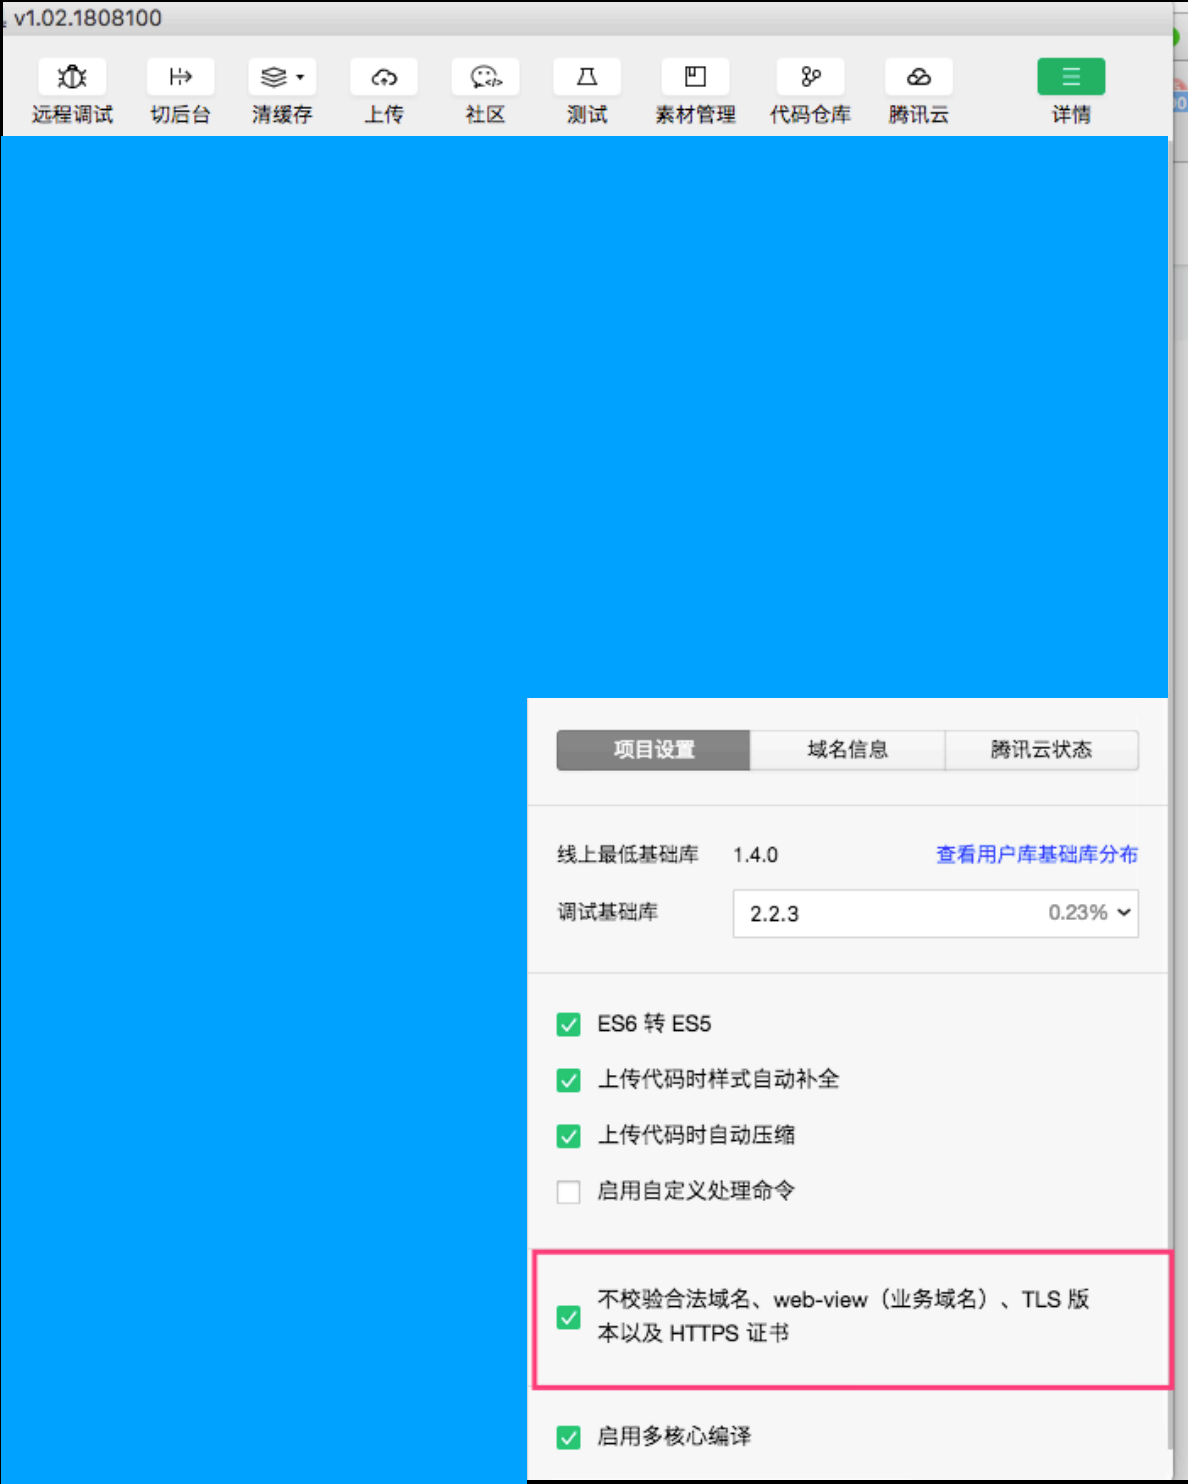 v1.02.1808100
远程调试 切后台 清缓存 上传 社区 测试 素材管理 代码仓库 腾讯云 详情
项目设置 域名信息 腾讯云状态
线上最低基础库 1.4.0 查看用户库基础库分布
调试基础库 2.2.3 0.23%
ES6 转 ES5
上传代码时样式自动补全
上传代码时自动压缩
启用自定义处理命令
不校验合法域名、web-view（业务域名）、TLS 版
本以及 HTTPS 证书
启用多核心编译